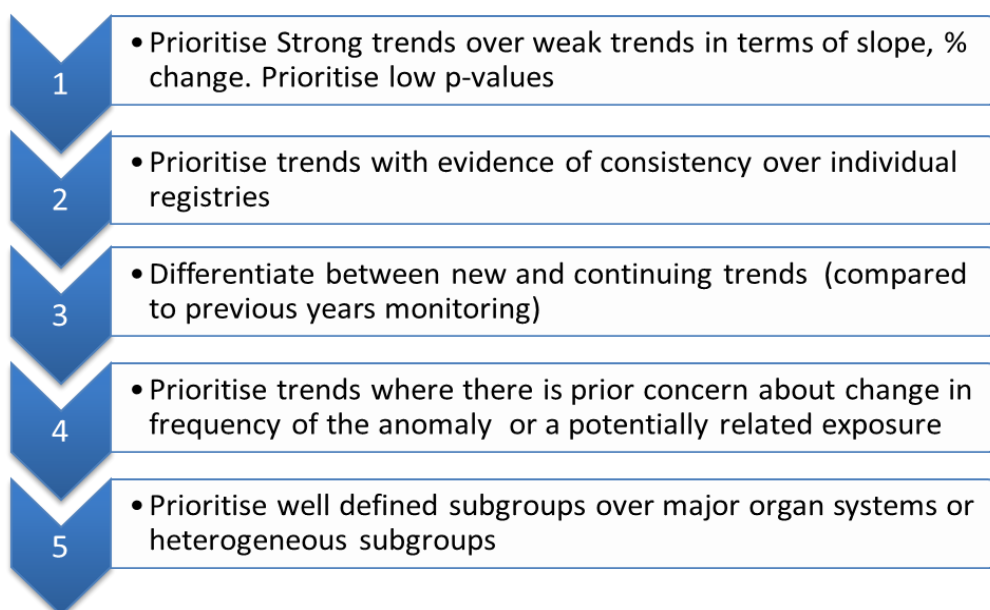 1
• Prioritise Strong trends over weak trends in terms of slope, %
change. Prioritise low p-values
2
• Prioritise trends with evidence of consistency over individual
registries
3
• Differentiate between new and continuing trends (compared
to previous years monitoring)
4
• Prioritise trends where there is prior concern about change in
frequency of the anomaly or a potentially related exposure
5
• Prioritise well defined subgroups over major organ systems or
heterogeneous subgroups